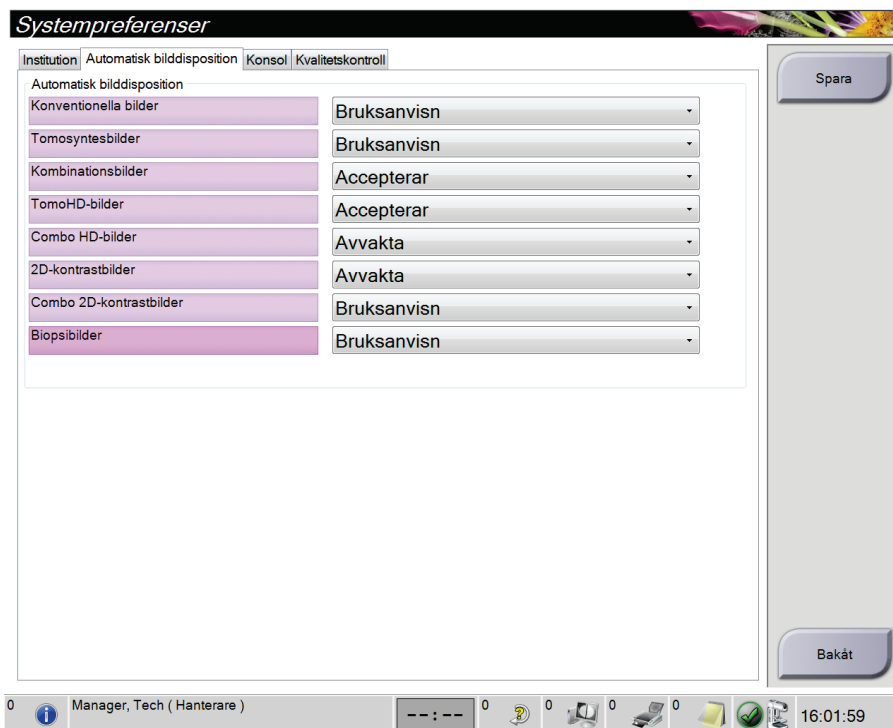 Systempreferenser
Institution Automatisk bilddisposition Konsol Kvalitetskontroll
Spara
Automatisk bilddisposition
Konventionella bilder Bruksanvisn
Tomosyntesbilder Bruksanvisn
Kombinationsbilder Accepterar
TomoHD-bilder Accepterar
Combo HD-bilder Avvakta
2D-kontrastbilder Avvakta
Combo 2D-kontrastbilder Bruksanvisn
Biopsibilder Bruksanvisn
Bakåt
0 Manager, Tech ( Hanterare ) --:-- 0 0 0 0 16:01:59